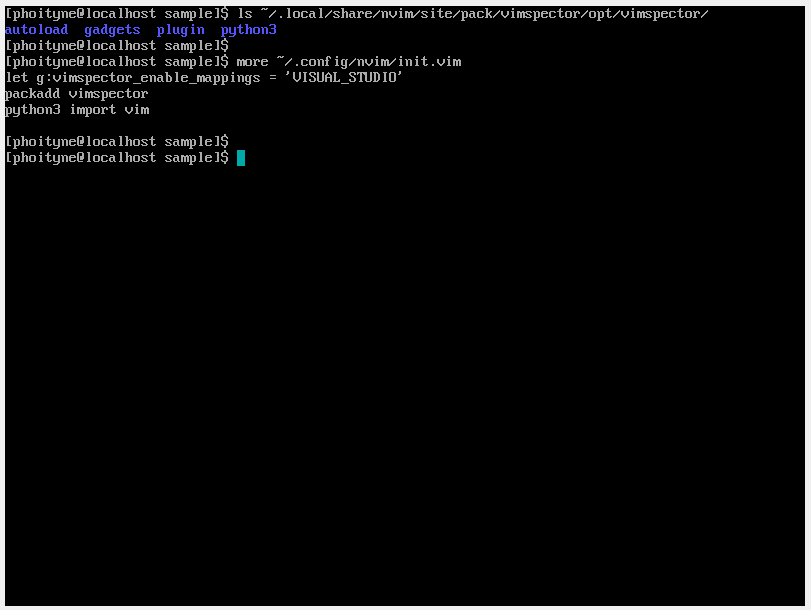 [phoityne@localhost sample]$ ls ~/.local/share/nvim/site/pack/vimspector/opt/vimspector/
autoload  gadgets  plugin  python3
[phoityne@localhost sample]$
[phoityne@localhost sample]$ more ~/.config/nvim/init.vim
let g:vimspector_enable_mappings = 'VISUAL_STUDIO'
packadd vimspector
python3 import vim
[phoityne@localhost sample]$
[phoityne@localhost sample]$